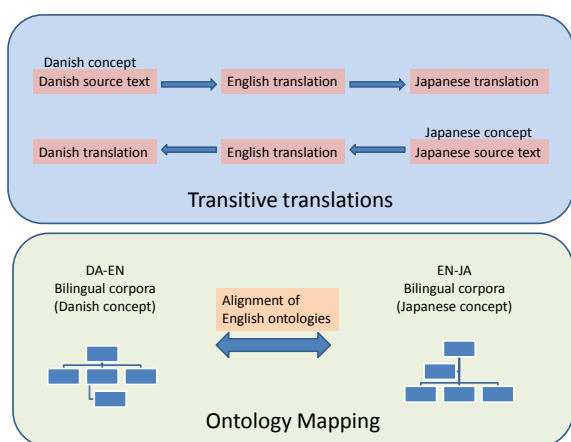 Danish concept
Danish source text
English translation
Japanese translation
Japanese concept
Danish translation
English translation
Japanese source text
Transitive translations
DA-EN
Bilingual corpora
(Danish concept)
EN-JA
Bilingual corpora
(Japanese concept)
Alignment of
English ontologies
Ontology Mapping